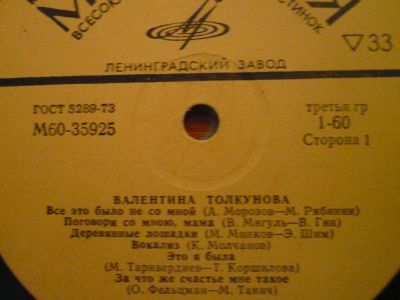 ЛЕНИНГРАДСКИЙ ЗАВОД
▽33
ГОСТ 5289-73
М60-35925
третья гр
1-60
Сторона 1
ВАЛЕНТИНА ТОЛКУНОВА
Все это было не со мной (А. Морозов—М. Рябинин)
Поговори со мною, мама (В. Мигуль—В. Гин)
Деревянные лошадки (М. Минков—Э. Шим)
Вокализ (К. Молчанов)
Это я была
(М. Таривердиев—Т. Коршилова)
За что же счастье мне такое
(О. Фельцман—М. Танич)